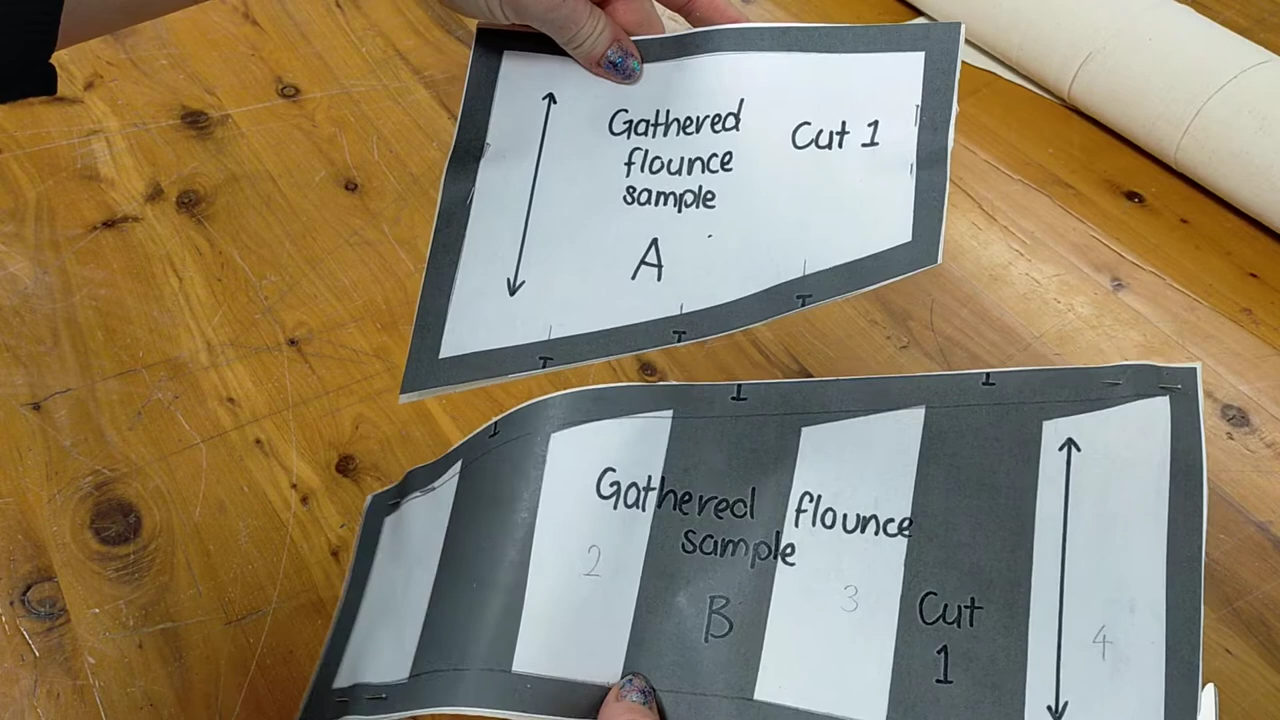 Gathered
flounce
sample
Cut 1
A
Gathered flounce
sample
2
3
B
Cut
1
4